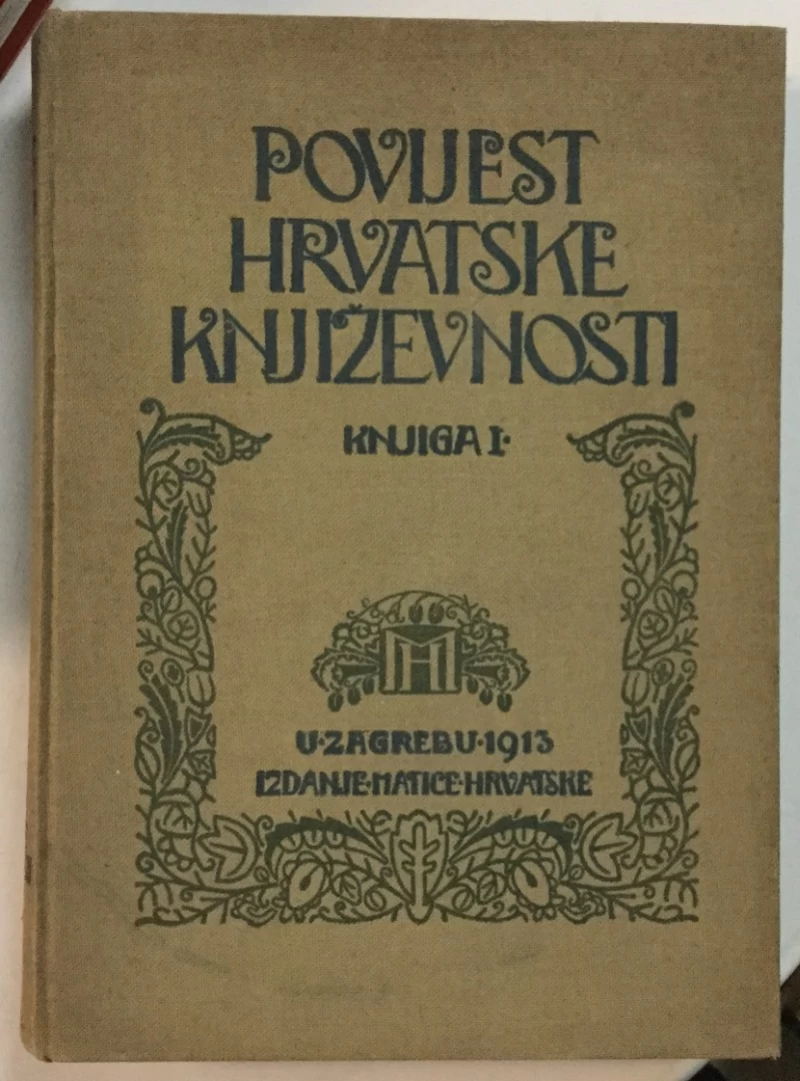 POVIJEST
HRVATSKE
KNJIŽEVNOSTI
KNJIGA I·
MH
U·ZAGREBU·1913
IZDANJE·MATICE·HRVATSKE